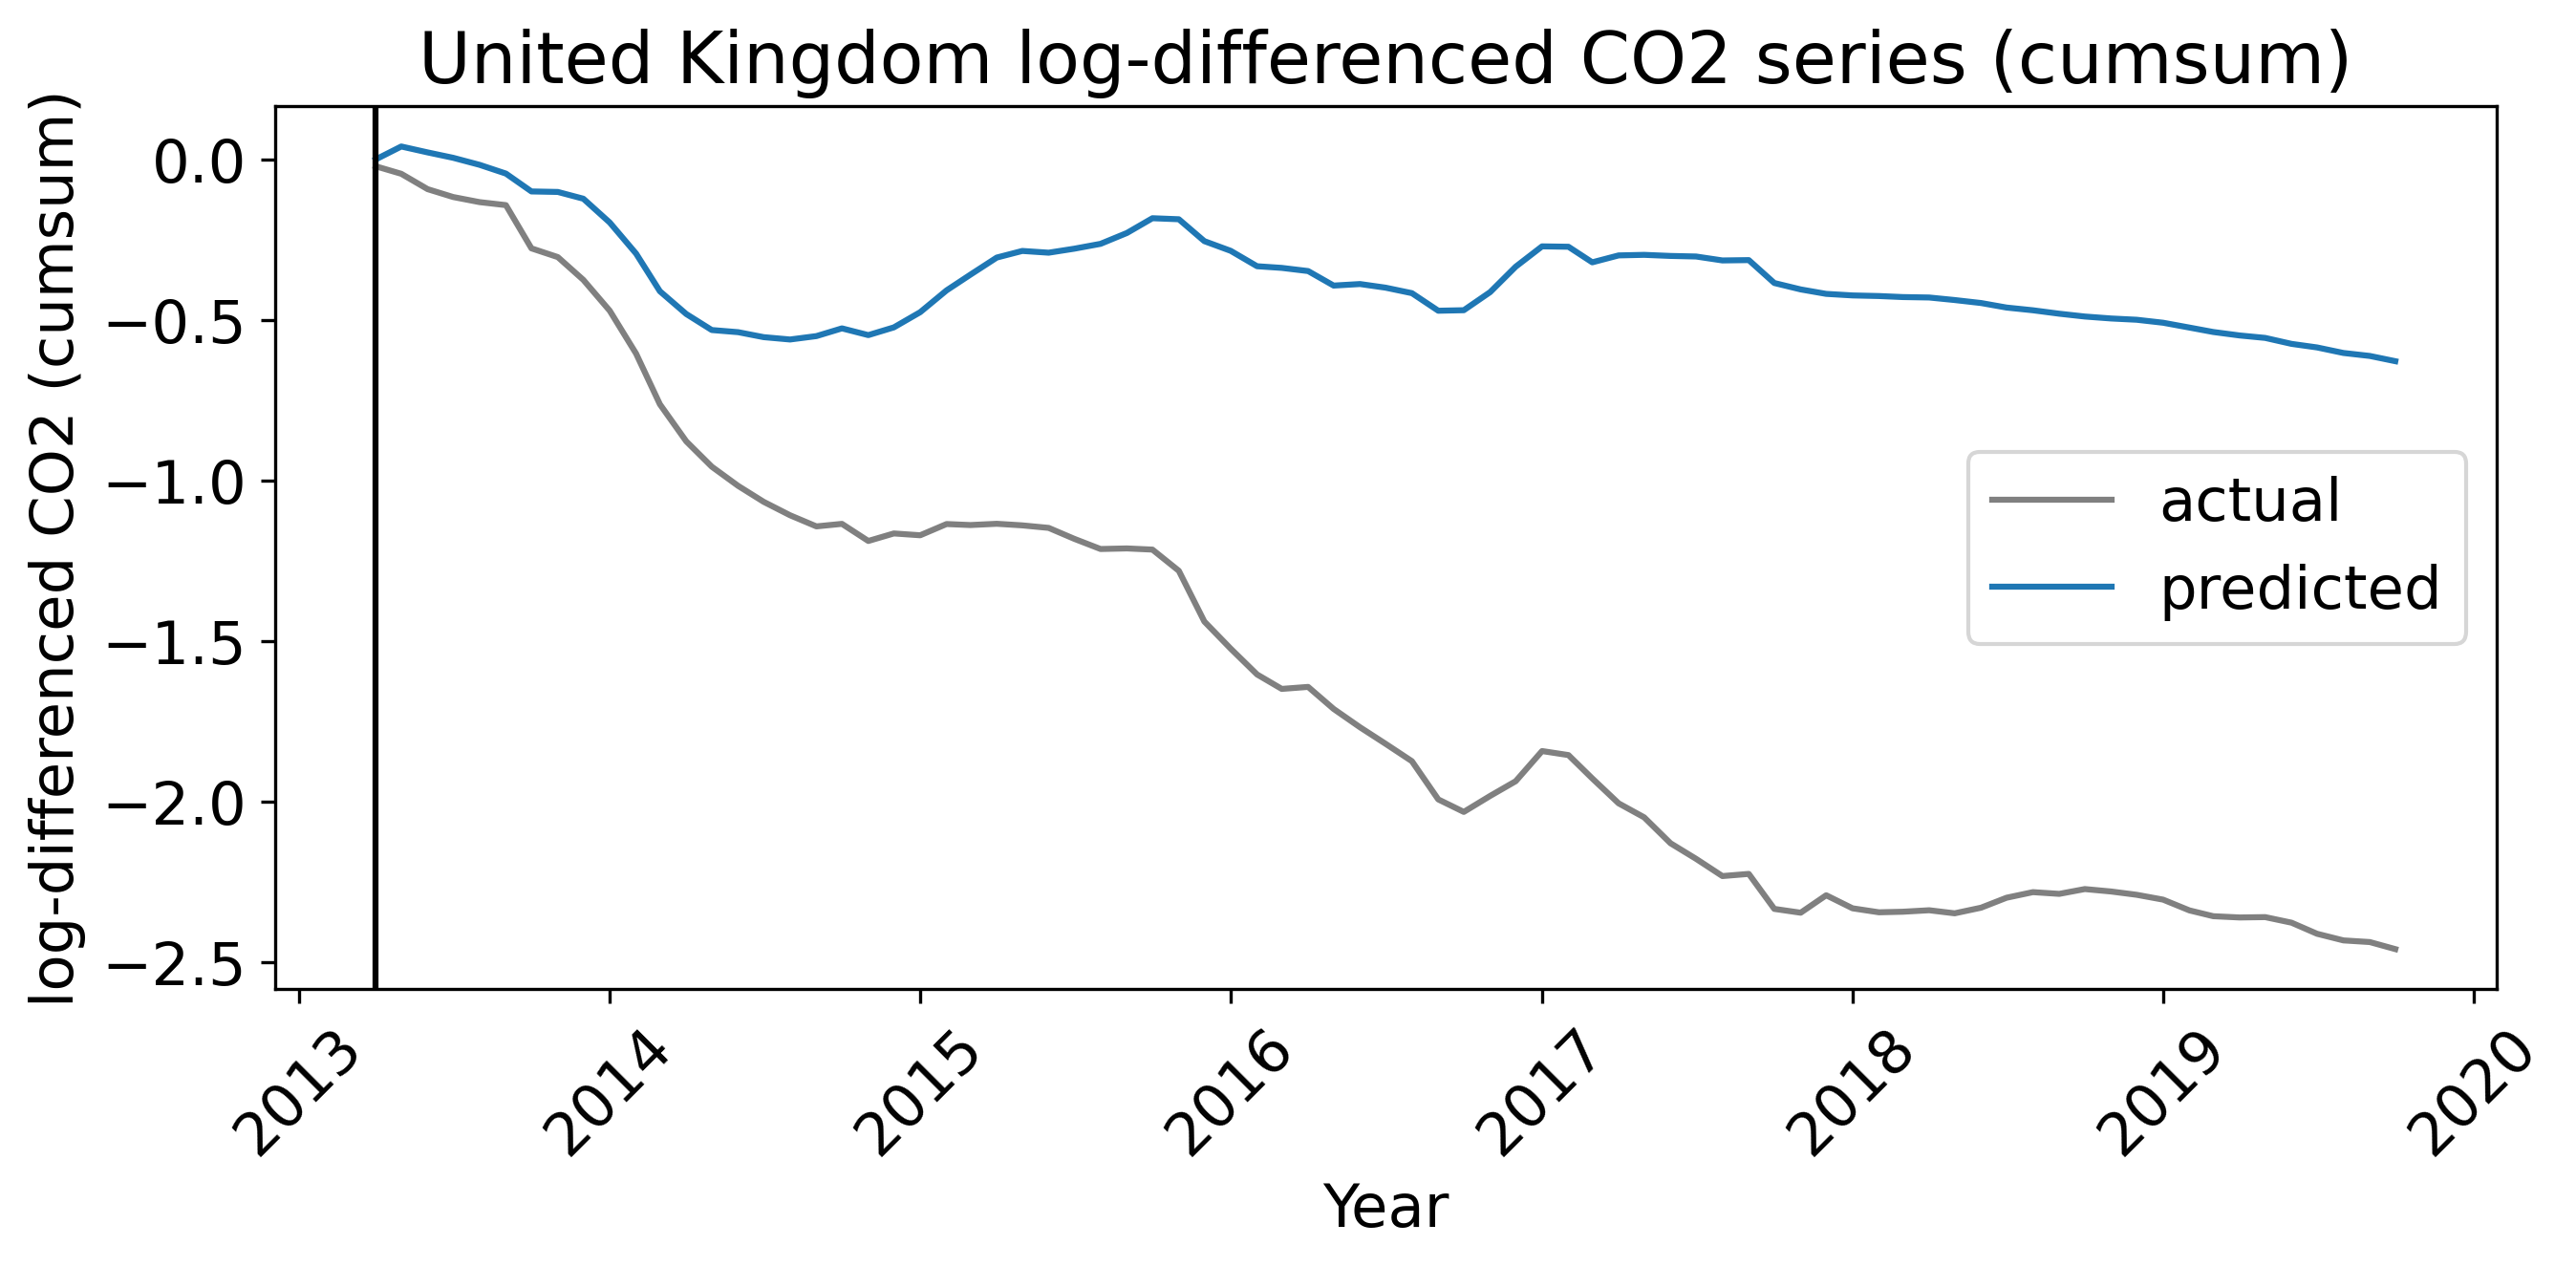 United Kingdom log-differenced CO2 series (cumsum)
log-differenced CO2 (cumsum)
0.0
−0.5
−1.0
−1.5
−2.0
−2.5
actual
predicted
2013
2014
2015
2016
2017
2018
2019
2020
Year